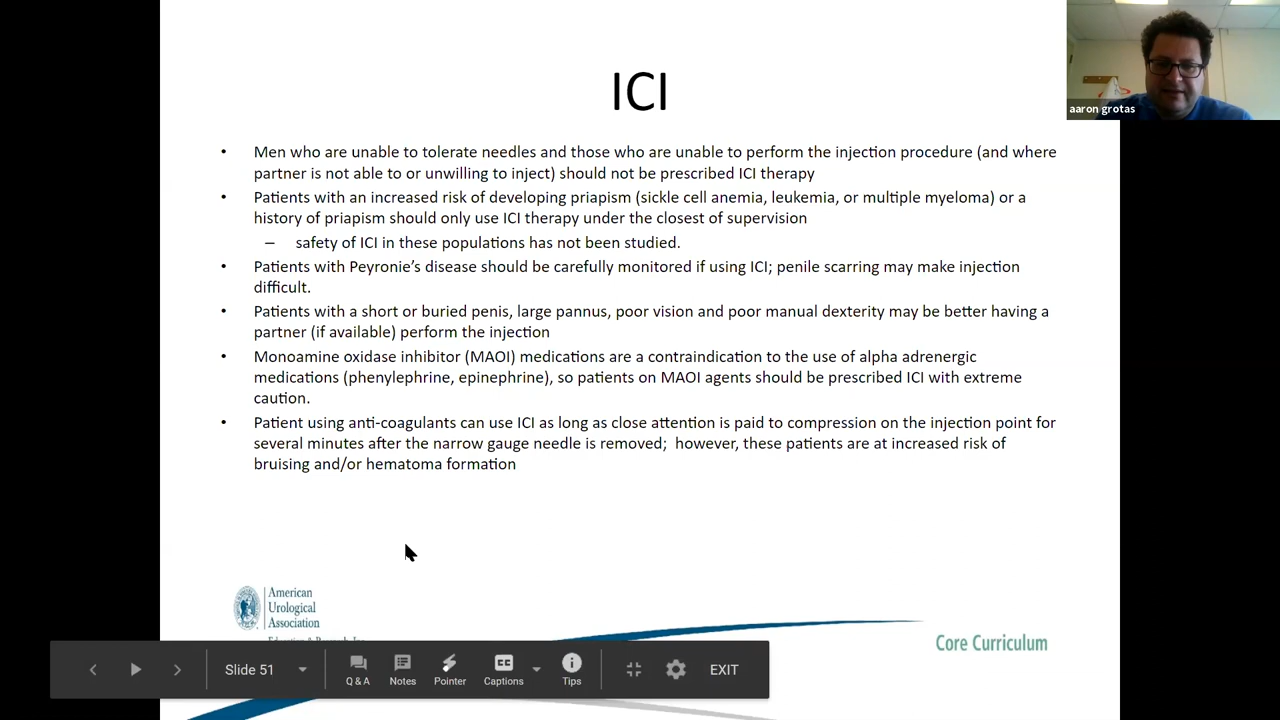 ICI
aaron grotas
• Men who are unable to tolerate needles and those who are unable to perform the injection procedure (and where
partner is not able to or unwilling to inject) should not be prescribed ICI therapy
• Patients with an increased risk of developing priapism (sickle cell anemia, leukemia, or multiple myeloma) or a
history of priapism should only use ICI therapy under the closest of supervision
– safety of ICI in these populations has not been studied.
• Patients with Peyronie's disease should be carefully monitored if using ICI; penile scarring may make injection
difficult.
• Patients with a short or buried penis, large pannus, poor vision and poor manual dexterity may be better having a
partner (if available) perform the injection
• Monoamine oxidase inhibitor (MAOI) medications are a contraindication to the use of alpha adrenergic
medications (phenylephrine, epinephrine), so patients on MAOI agents should be prescribed ICI with extreme
caution.
• Patient using anti-coagulants can use ICI as long as close attention is paid to compression on the injection point for
several minutes after the narrow gauge needle is removed;  however, these patients are at increased risk of
bruising and/or hematoma formation
American
Urological
Association
Core Curriculum
Slide 51
Q & A
Notes
Pointer
CC
Captions
Tips
EXIT